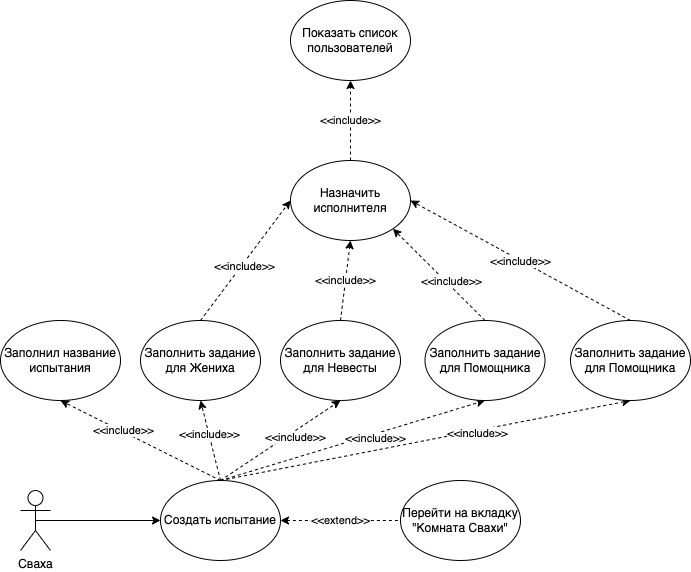 Показать список
пользователей
<<include>>
Назначить
исполнителя
<<include>>
<<include>>
<<include>>
<<include>>
Заполнил название
испытания
Заполнить задание
для Жениха
Заполнить задание
для Невесты
Заполнить задание
для Помощника
Заполнить задание
для Помощника
<<include>>
<<include>>
<<include>>
<<include>>
<<include>>
Сваха
Создать испытание
<<extend>>
Перейти на вкладку
"Комната Свахи"